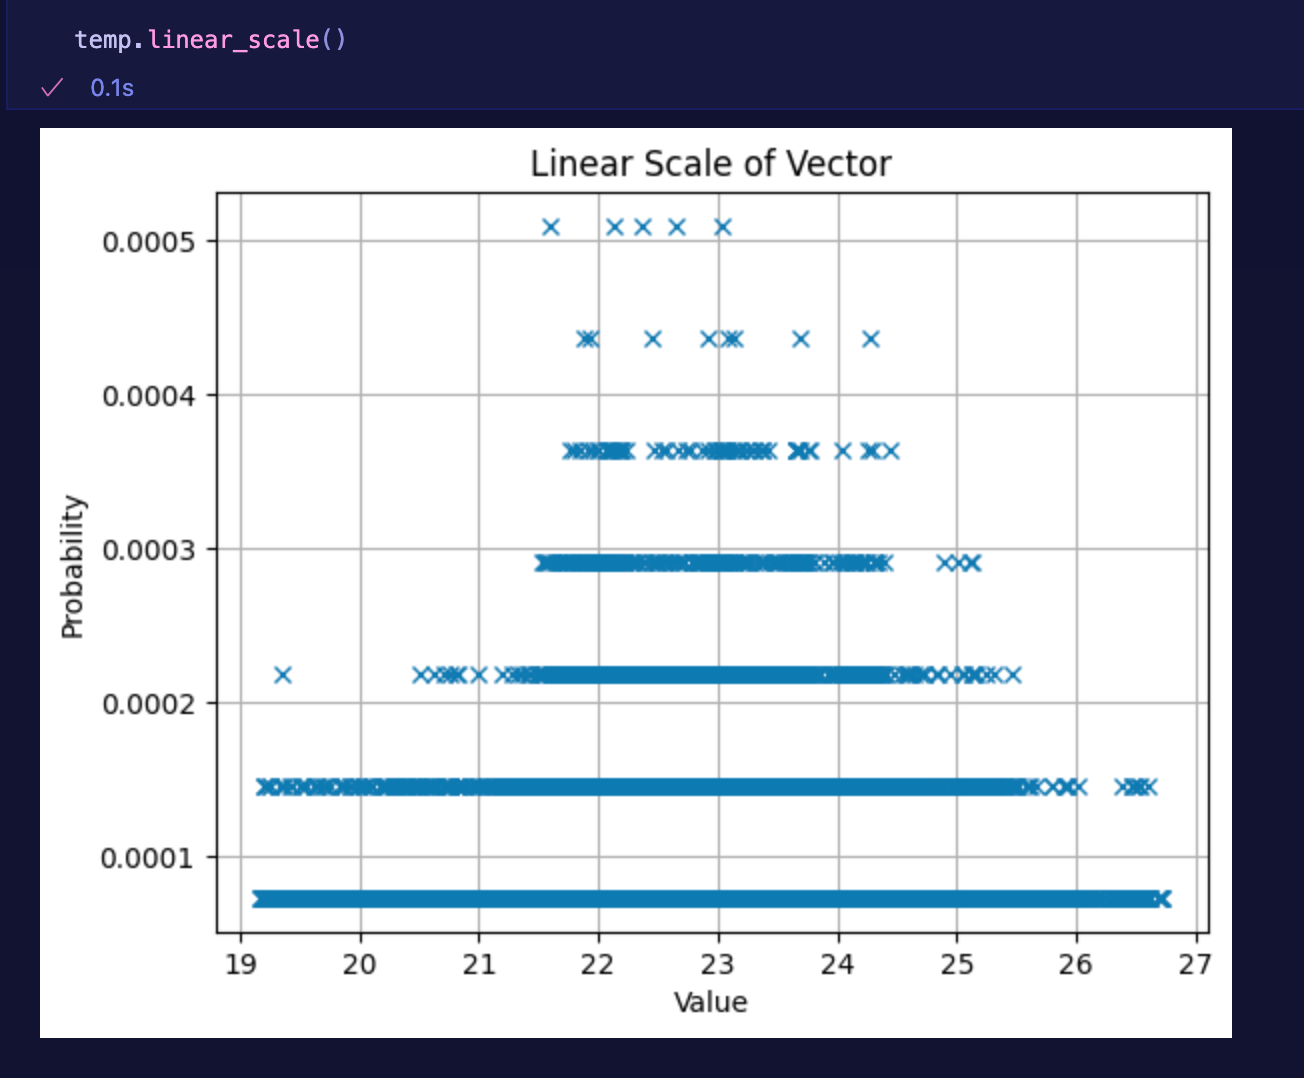 temp.linear_scale()
0.1s
Linear Scale of Vector
0.0005
0.0004
0.0003
0.0002
0.0001
Probability
19 20 21 22 23 24 25 26 27
Value